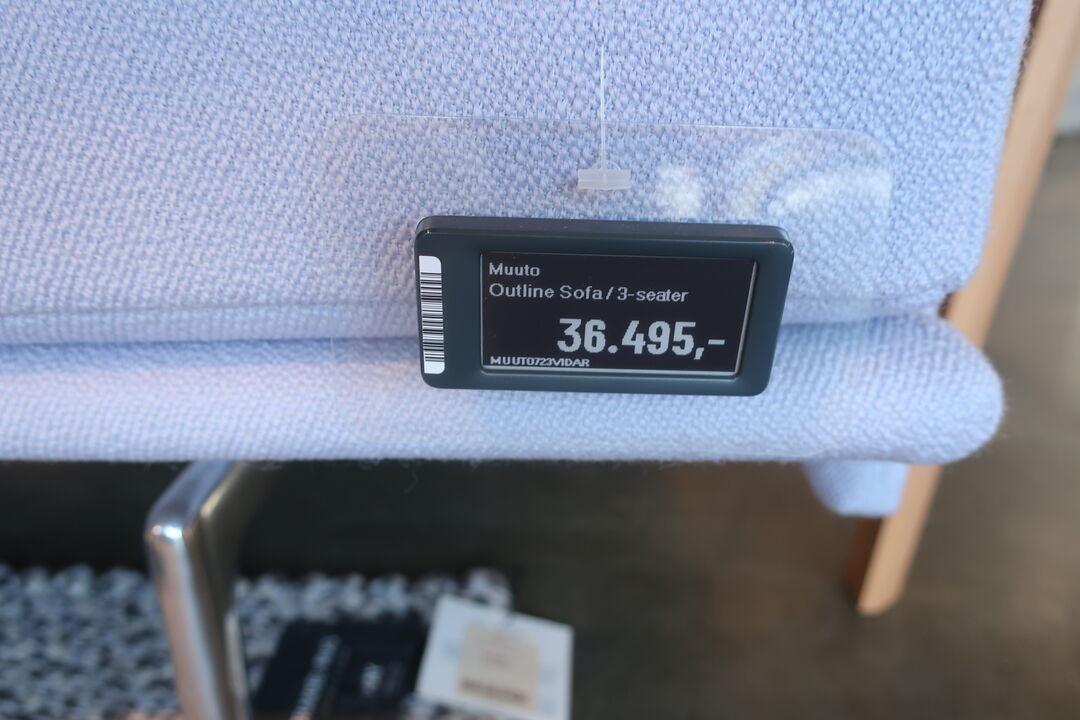 Muuto
Outline Sofa / 3-seater
36.495,-
MUUTO723VIDAR